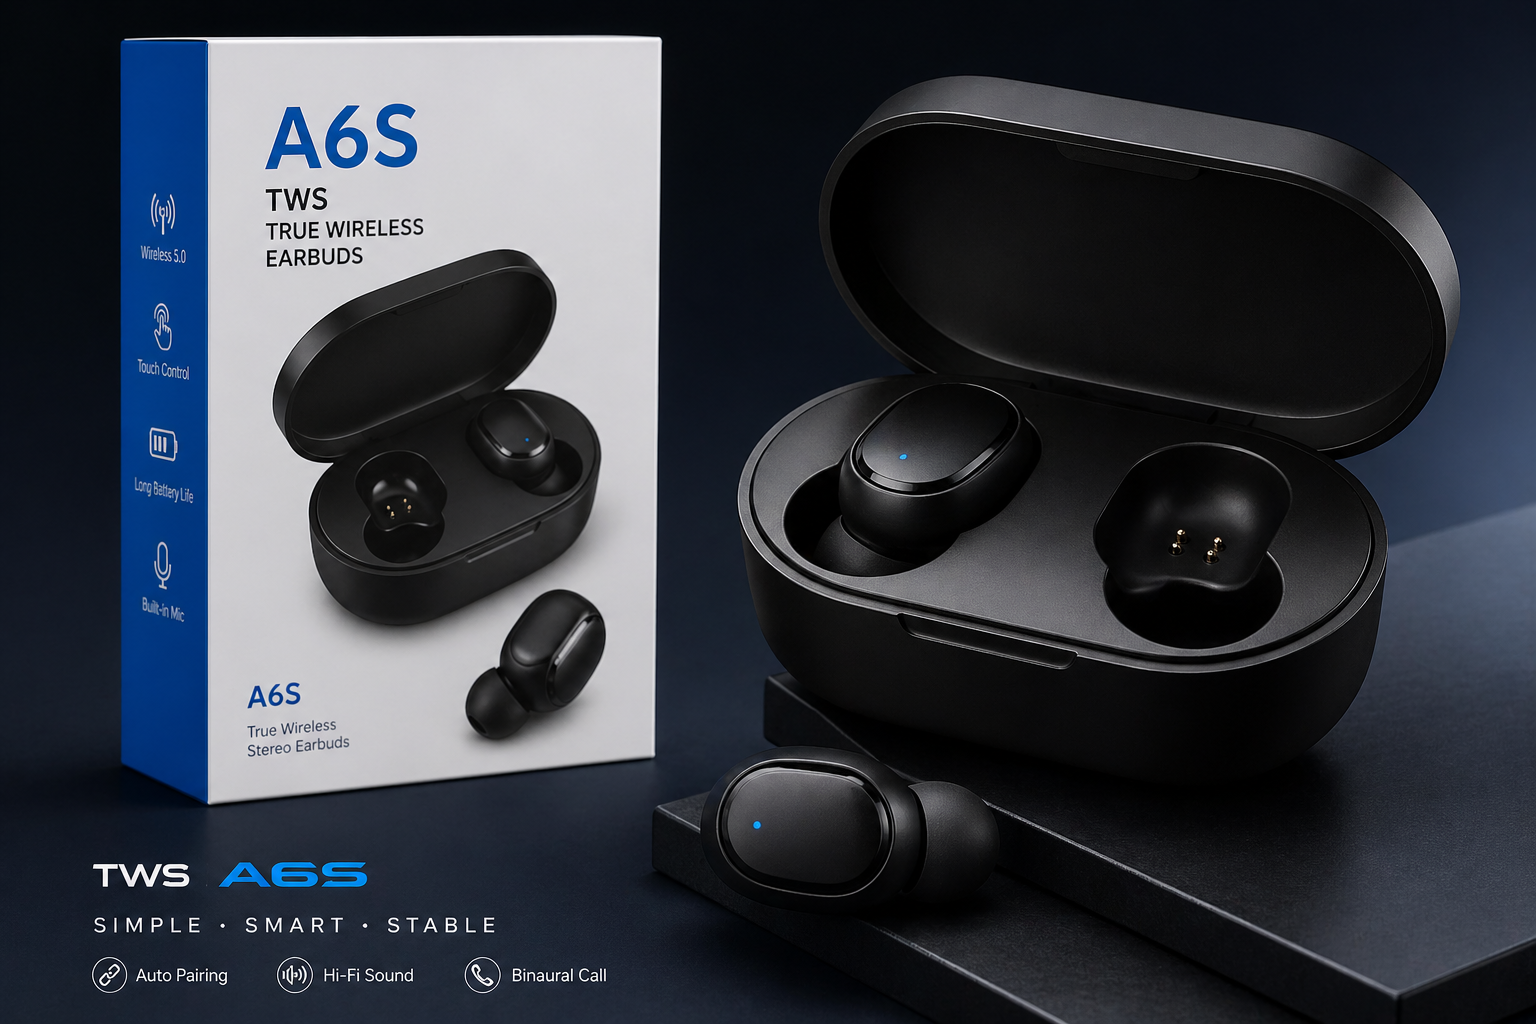 A6S
TWS
TRUE WIRELESS
EARBUDS
Wireless 5.0
Touch Control
Long Battery Life
Built-in Mic
A6S
True Wireless
Stereo Earbuds
TWS A6S
SIMPLE · SMART · STABLE
Auto Pairing
Hi-Fi Sound
Binaural Call